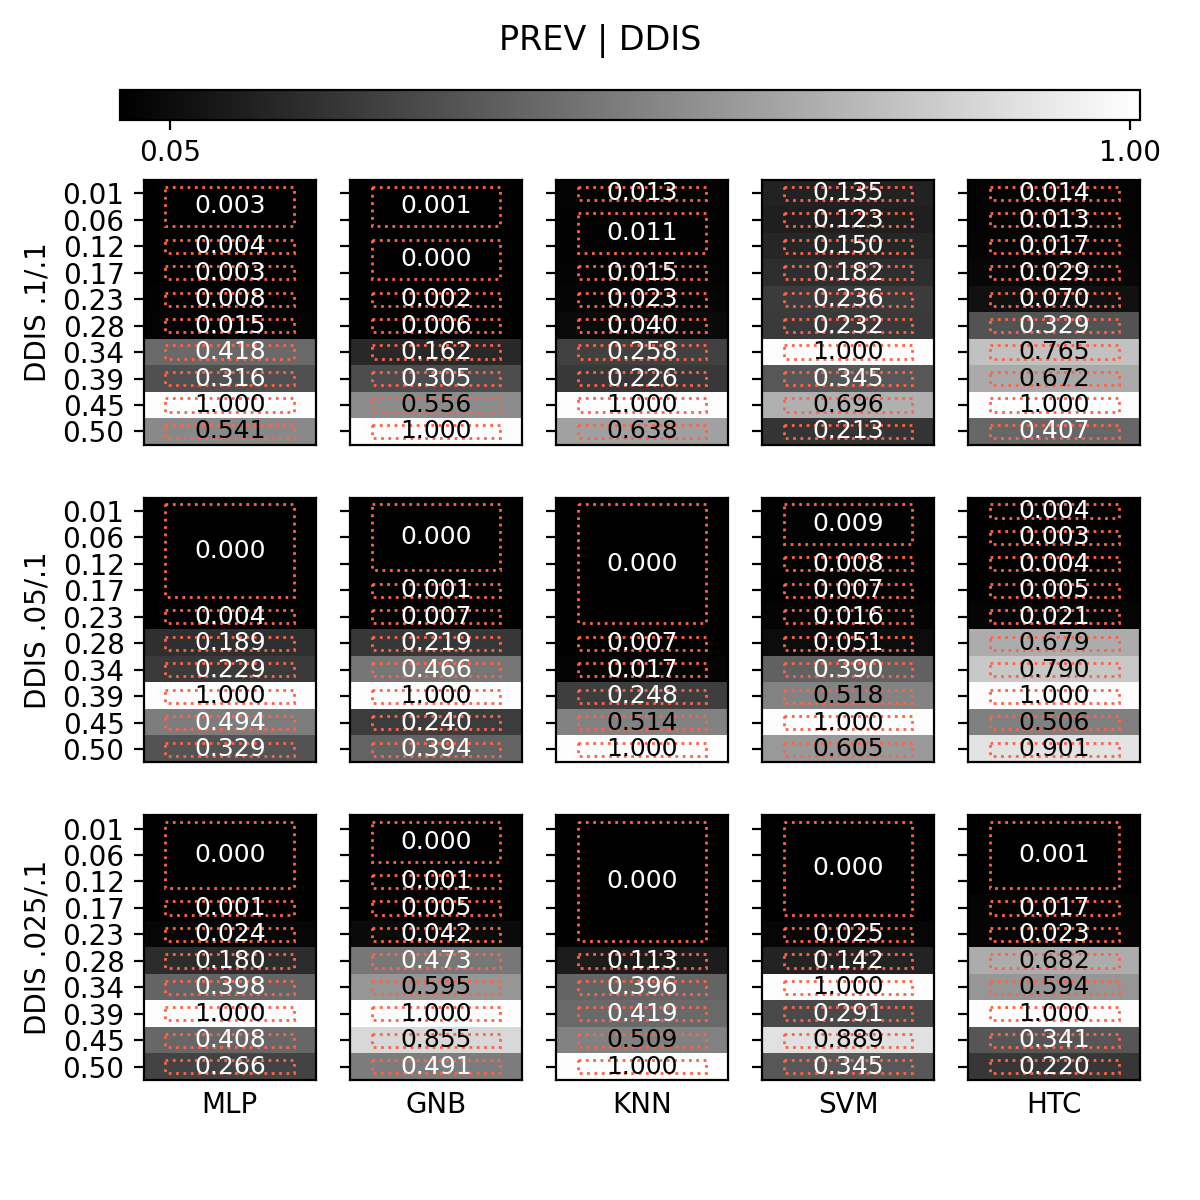 PREV | DDIS
0.05 1.00
DDIS .1/.1
0.01 0.013 0.135 0.014
0.003 0.001
0.06 0.123 0.013
0.011
0.12 0.004 0.150 0.017
0.000
0.17 0.003 0.015 0.182 0.029
0.23 0.008 0.002 0.023 0.236 0.070
0.28 0.015 0.006 0.040 0.232 0.329
0.34 0.418 0.162 0.258 1.000 0.765
0.39 0.316 0.305 0.226 0.345 0.672
0.45 1.000 0.556 1.000 0.696 1.000
0.50 0.541 1.000 0.638 0.213 0.407
DDIS .05/.1
0.01 0.004
0.009
0.06 0.000 0.003
0.000
0.12 0.000 0.008 0.004
0.17 0.001 0.007 0.005
0.23 0.004 0.007 0.016 0.021
0.28 0.189 0.219 0.007 0.051 0.679
0.34 0.229 0.466 0.017 0.390 0.790
0.39 1.000 1.000 0.248 0.518 1.000
0.45 0.494 0.240 0.514 1.000 0.506
0.50 0.329 0.394 1.000 0.605 0.901
DDIS .025/.1
0.01
0.000
0.06 0.000 0.001
0.000
0.12 0.001 0.000
0.17 0.001 0.005 0.017
0.23 0.024 0.042 0.025 0.023
0.28 0.180 0.473 0.113 0.142 0.682
0.34 0.398 0.595 0.396 1.000 0.594
0.39 1.000 1.000 0.419 0.291 1.000
0.45 0.408 0.855 0.509 0.889 0.341
0.50 0.266 0.491 1.000 0.345 0.220
MLP GNB KNN SVM HTC